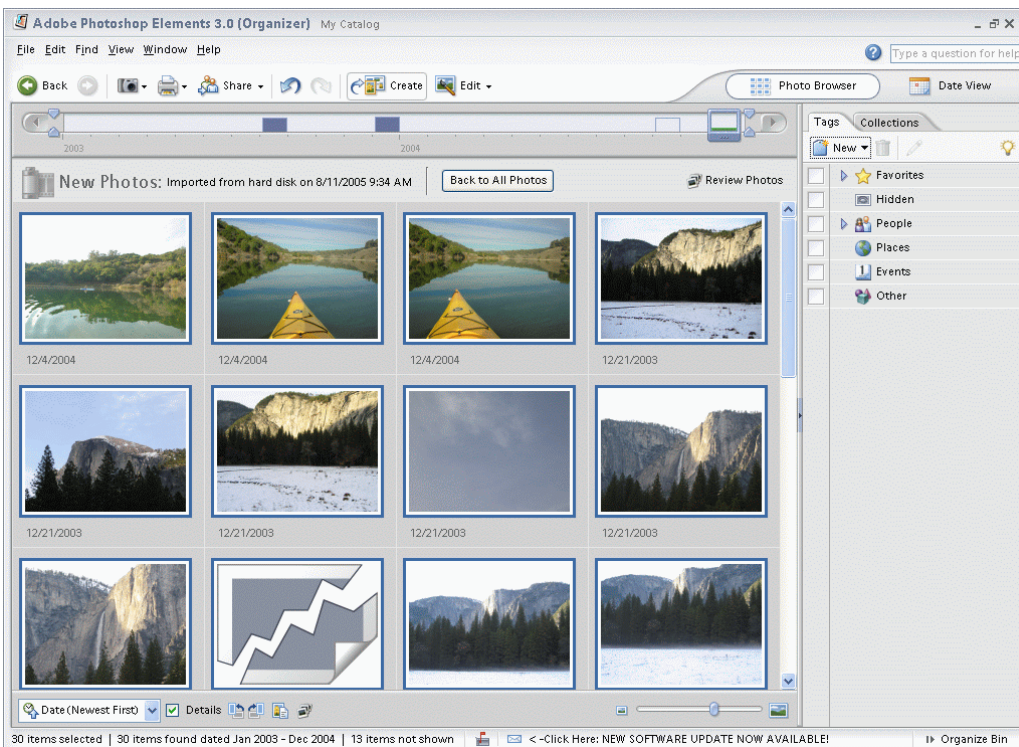 Adobe Photoshop Elements 3.0 (Organizer) My Catalog
File Edit Find View Window Help
Type a question for help
Back Share Create Edit Photo Browser Date View
2003 2004
Tags Collections
New
New Photos: Imported from hard disk on 8/11/2005 9:34 AM Back to All Photos Review Photos
Favorites
Hidden
People
Places
1 Events
Other
12/4/2004 12/4/2004 12/4/2004 12/21/2003
12/21/2003 12/21/2003 12/21/2003 12/21/2003
Date (Newest First) Details
30 items selected | 30 items found dated Jan 2003 - Dec 2004 | 13 items not shown < -Click Here: NEW SOFTWARE UPDATE NOW AVAILABLE! Organize Bin